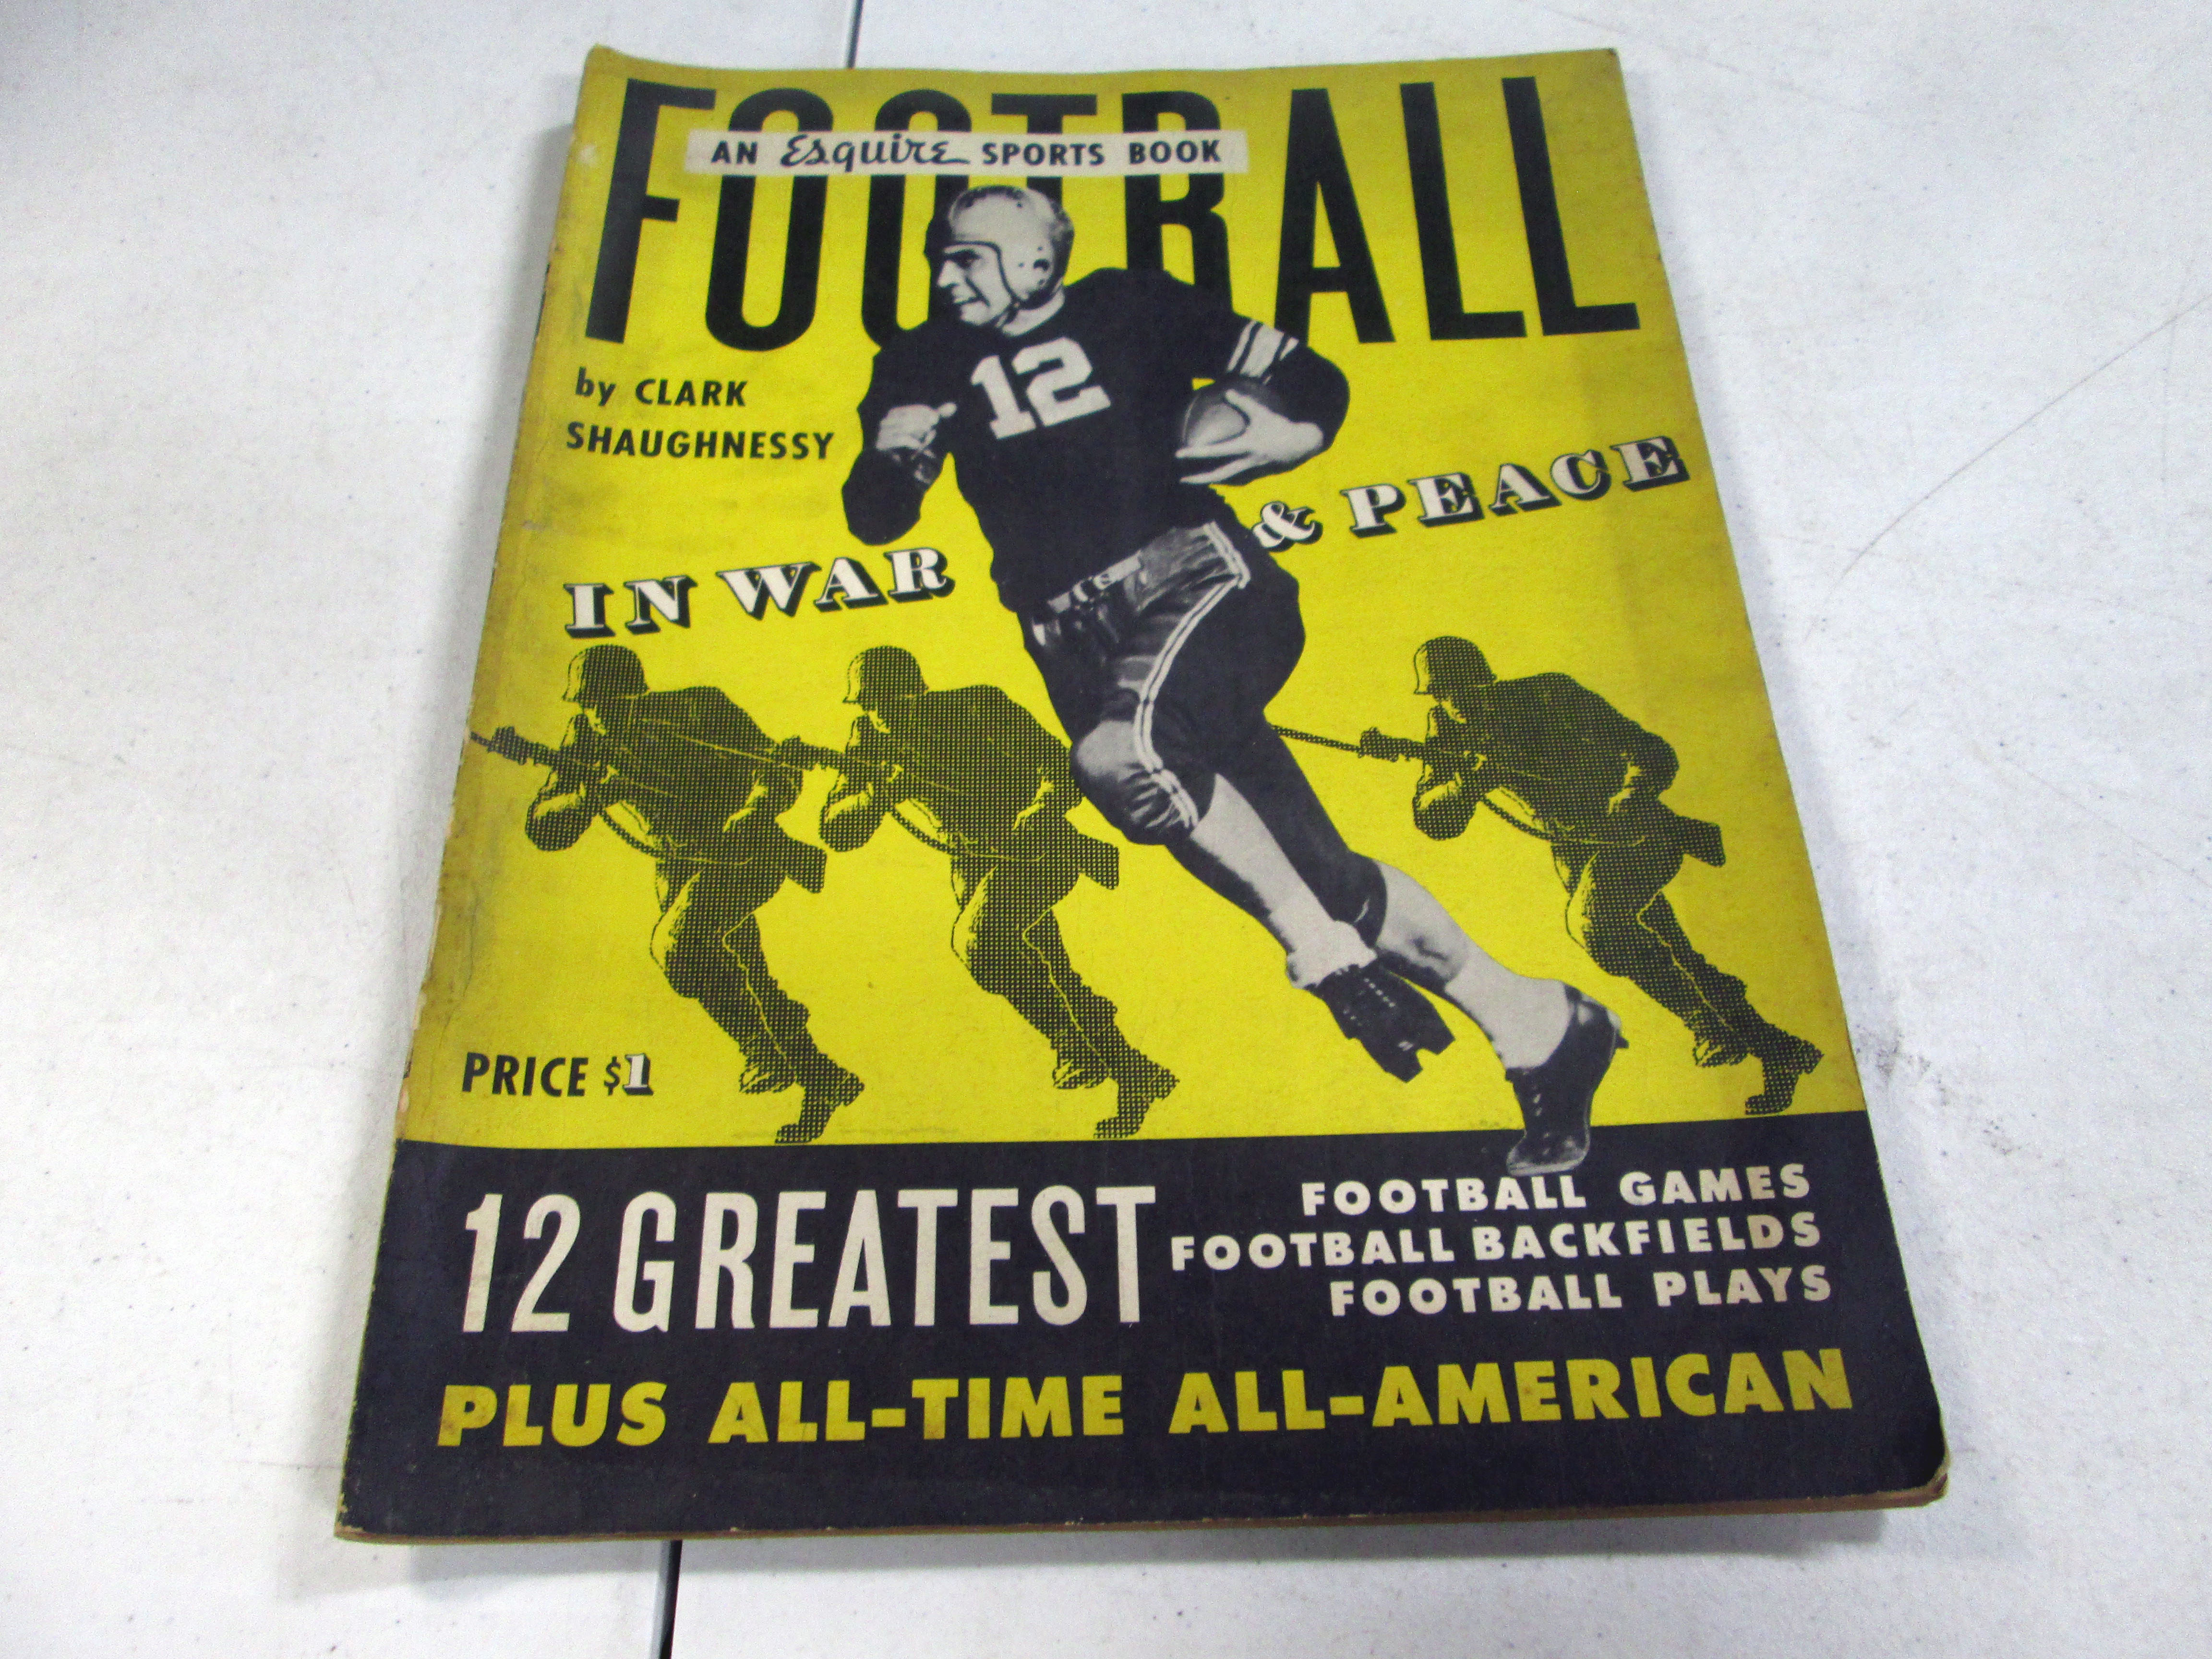 FOOTBALL
AN Esquire SPORTS BOOK
12
by CLARK
SHAUGHNESSY
IN WAR & PEACE
PRICE $1
12 GREATEST
FOOTBALL GAMES
FOOTBALL BACKFIELDS
FOOTBALL PLAYS
PLUS ALL-TIME ALL-AMERICAN